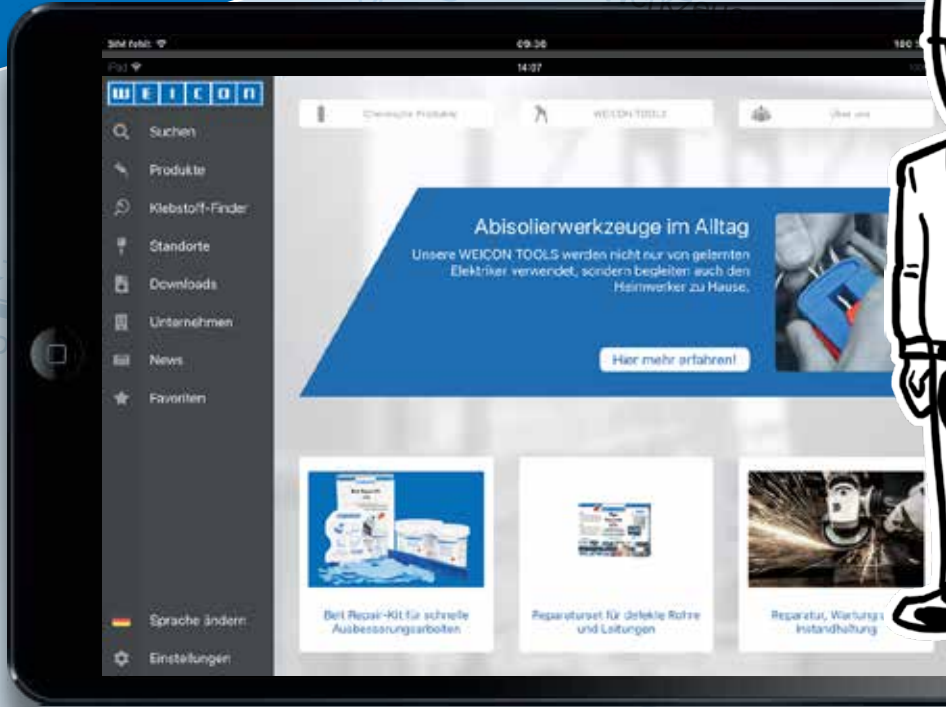 SIM fehlt
09:36
100 %
iPad
14:07
WEICON
Chemische Produkte
WEICON TOOLS
Über uns
Suchen
Produkte
Klebstoff-Finder
Standorte
Downloads
Unternehmen
News
Favoriten
Sprache ändern
Einstellungen
Abisolierwerkzeuge im Alltag
Unsere WEICON TOOLS werden nicht nur von gelernten
Elektriker verwendet, sondern begleiten auch den
Heimwerker zu Hause.
Hier mehr erfahren!
Belt Repair-Kit für schnelle
Ausbesserungsarbeiten
Reparaturset für defekte Rohre
und Leitungen
Reparatur, Wartung
Instandhaltung